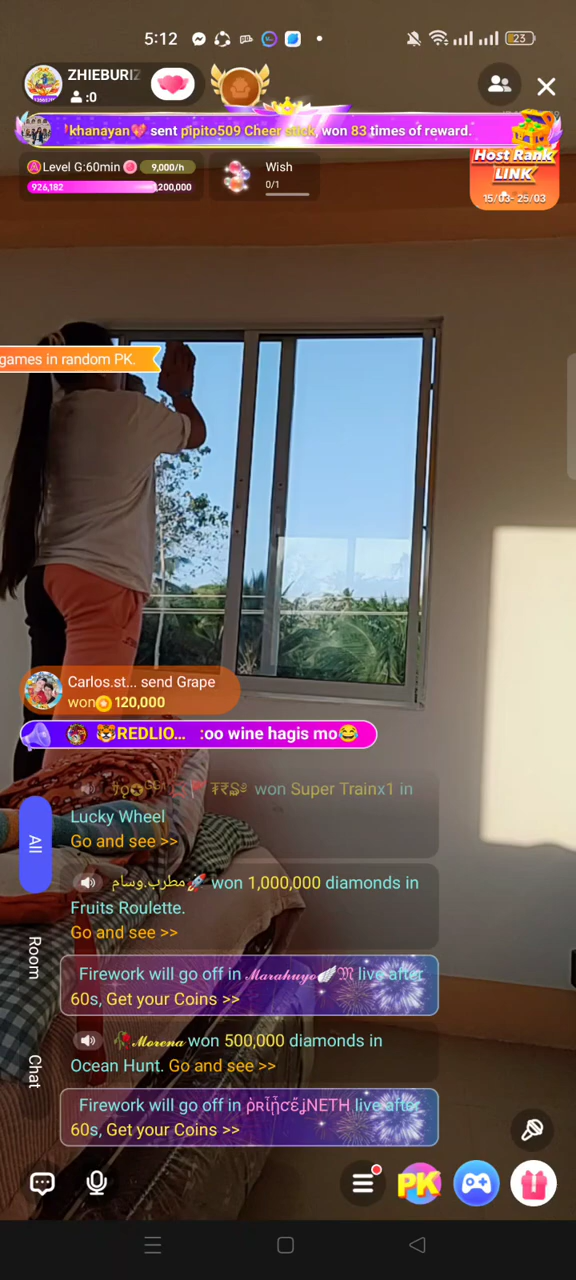 5:12
23
ZHIEBURIZ
:0
khanayan💖 sent pipito509 Cheer stick, won 83 times of reward.
Level G:60min 9,000/h
926,182 1,200,000
Wish
0/1
Host Rank
LINK
15/03- 25/03
games in random PK.
Carlos.st... send Grape
won 120,000
🐯REDLIO... :oo wine hagis mo😂
won Super Trainx1 in
Lucky Wheel
Go and see >>
مطرب.وسام🚀 won 1,000,000 diamonds in
Fruits Roulette.
Go and see >>
Firework will go off in 𝓜𝓪𝓻𝓪𝓱𝓾𝔂𝓸 live after
60s, Get your Coins >>
🥀𝓜𝓸𝓻𝓮𝓷𝓪 won 500,000 diamonds in
Ocean Hunt. Go and see >>
Firework will go off in live after
60s, Get your Coins >>
All
Room
Chat
PK